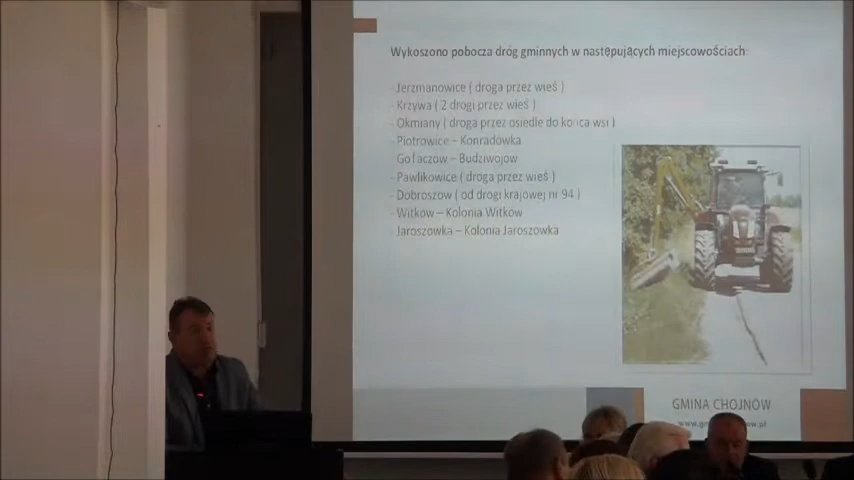 Wykoszono pobocza dróg gminnych w następujących miejscowościach:
- Jerzmanowice ( droga przez wieś )
- Krzywa ( 2 drogi przez wieś )
- Okmiany ( droga przez osiedle do końca wsi )
- Piotrowice – Konradówka
Gołaczów – Budziwojów
- Pawlikowice ( droga przez wieś )
- Dobroszów ( od drogi krajowej nr 94 )
- Witków – Kolonia Witków
- Jaroszówka – Kolonia Jaroszówka
GMINA CHOJNÓW